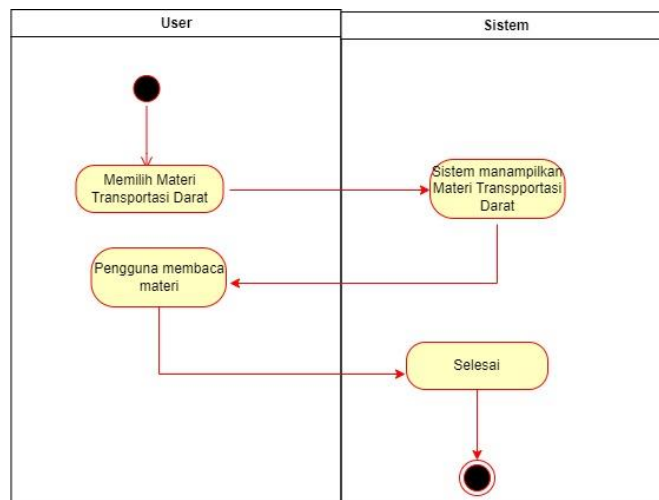 User
Sistem
Memilih Materi
Transportasi Darat
Sistem manampilkan
Materi Transpportasi
Darat
Pengguna membaca
materi
Selesai